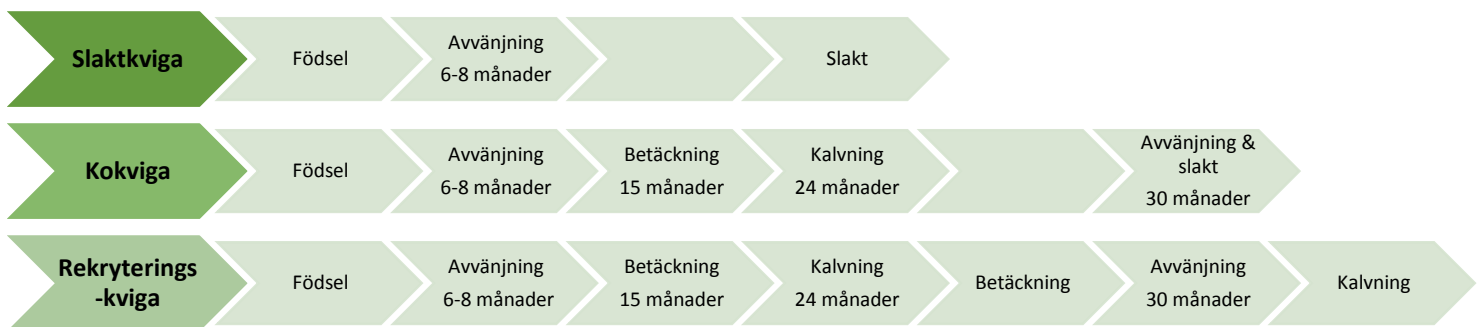 Slaktkviga
Födsel
Avvänjning
6-8 månader
Slakt
Kokviga
Födsel
Avvänjning
6-8 månader
Betäckning
15 månader
Kalvning
24 månader
Avvänjning &
slakt
30 månader
Rekryterings
-kviga
Födsel
Avvänjning
6-8 månader
Betäckning
15 månader
Kalvning
24 månader
Betäckning
Avvänjning
30 månader
Kalvning